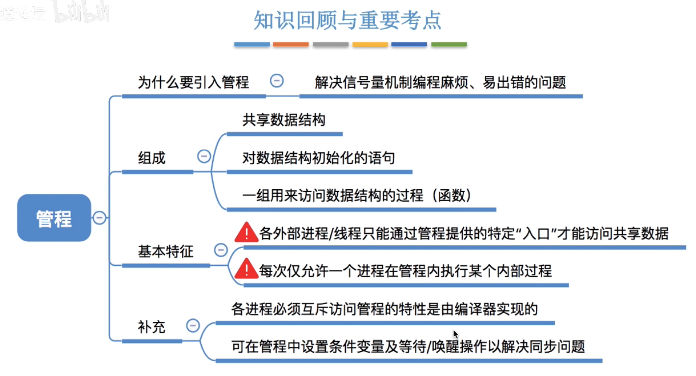 bilibili
知识回顾与重要考点
管程
为什么要引入管程
解决信号量机制编程麻烦、易出错的问题
组成
共享数据结构
对数据结构初始化的语句
一组用来访问数据结构的过程（函数）
基本特征
各外部进程/线程只能通过管程提供的特定“入口”才能访问共享数据
每次仅允许一个进程在管程内执行某个内部过程
补充
各进程必须互斥访问管程的特性是由编译器实现的
可在管程中设置条件变量及等待/唤醒操作以解决同步问题